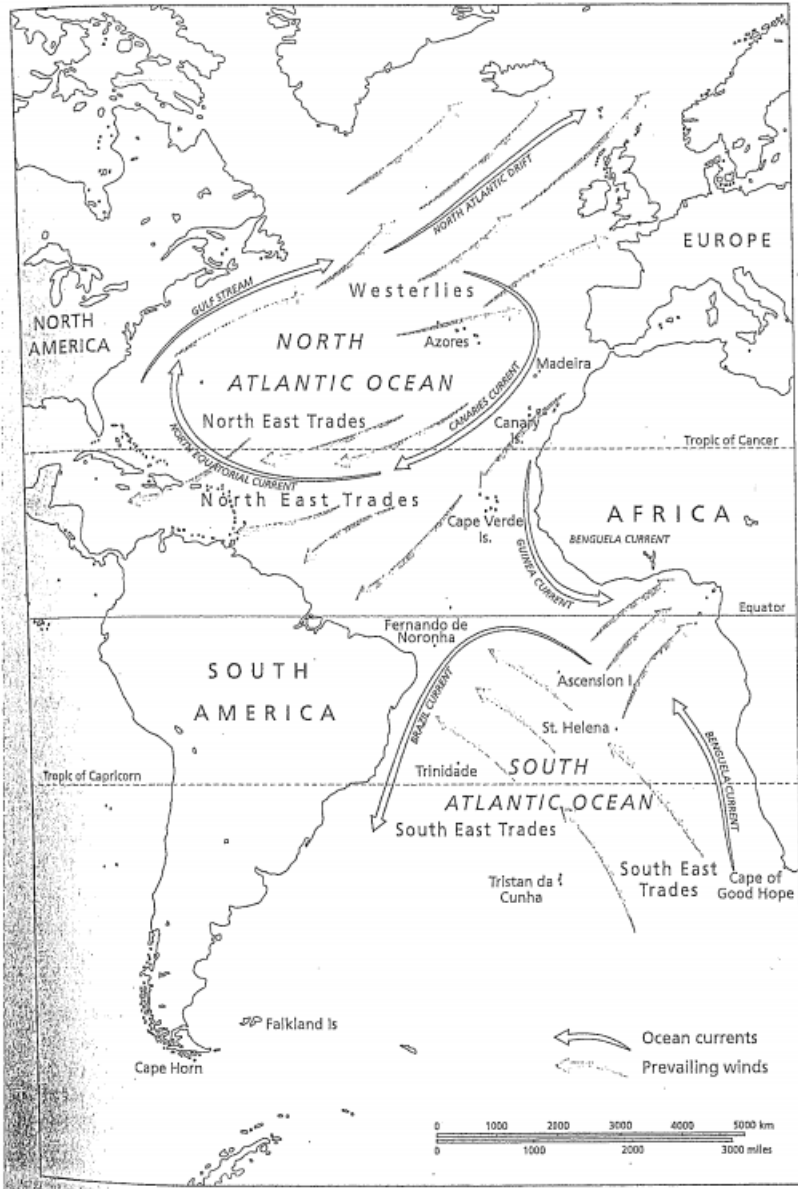 NORTH ATLANTIC DRIFT
EUROPE
GULF STREAM
Westerlies
NORTH
AMERICA
NORTH
ATLANTIC OCEAN
Azores
Madeira
CANARIES CURRENT
North East Trades
Canary
Is.
NORTH EQUATORIAL CURRENT
Tropic of Cancer
North East Trades
Cape Verde
Is.
AFRICA
BENGUELA CURRENT
GUINEA CURRENT
Equator
Fernando de
Noronha
SOUTH
AMERICA
Ascension I.
BRAZIL CURRENT
St. Helena
BENGUELA CURRENT
Tropic of Capricorn
Trinidade
SOUTH
ATLANTIC OCEAN
South East Trades
South East
Trades
Cape of
Good Hope
Tristan da
Cunha
Falkland Is
Cape Horn
Ocean currents
Prevailing winds
0 1000 2000 3000 4000 5000 km
0 1000 2000 3000 miles